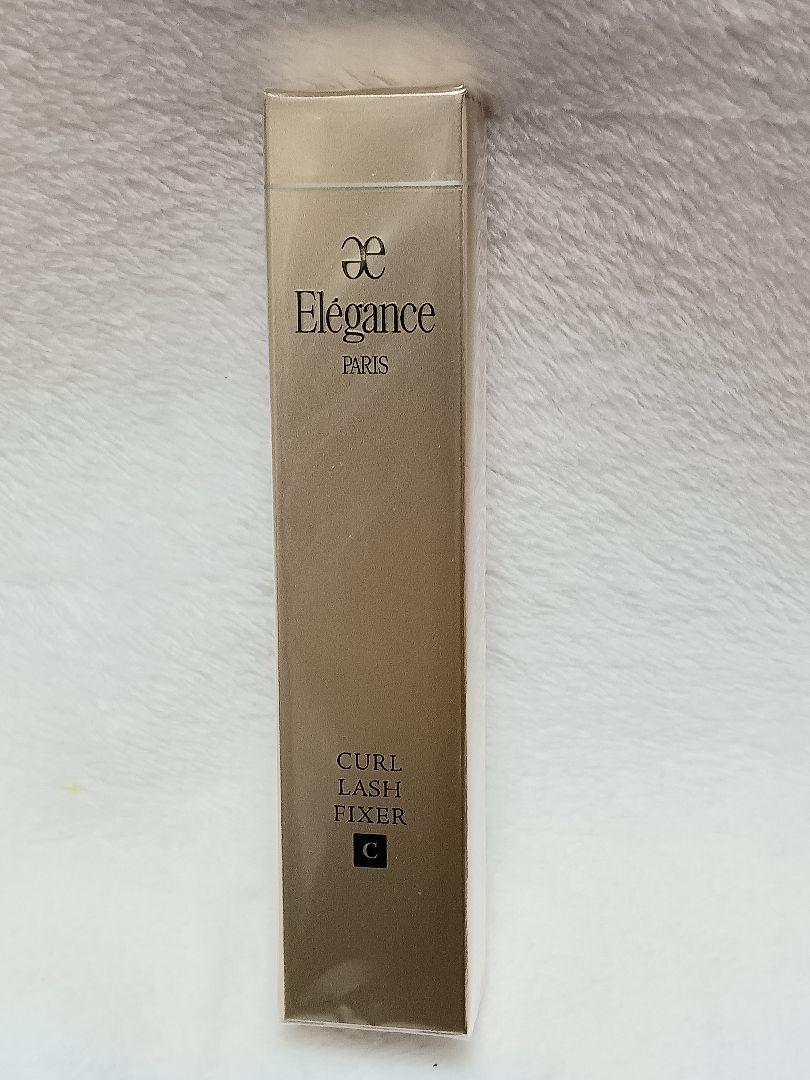 æ
Elégance
PARIS
CURL
LASH
FIXER
C